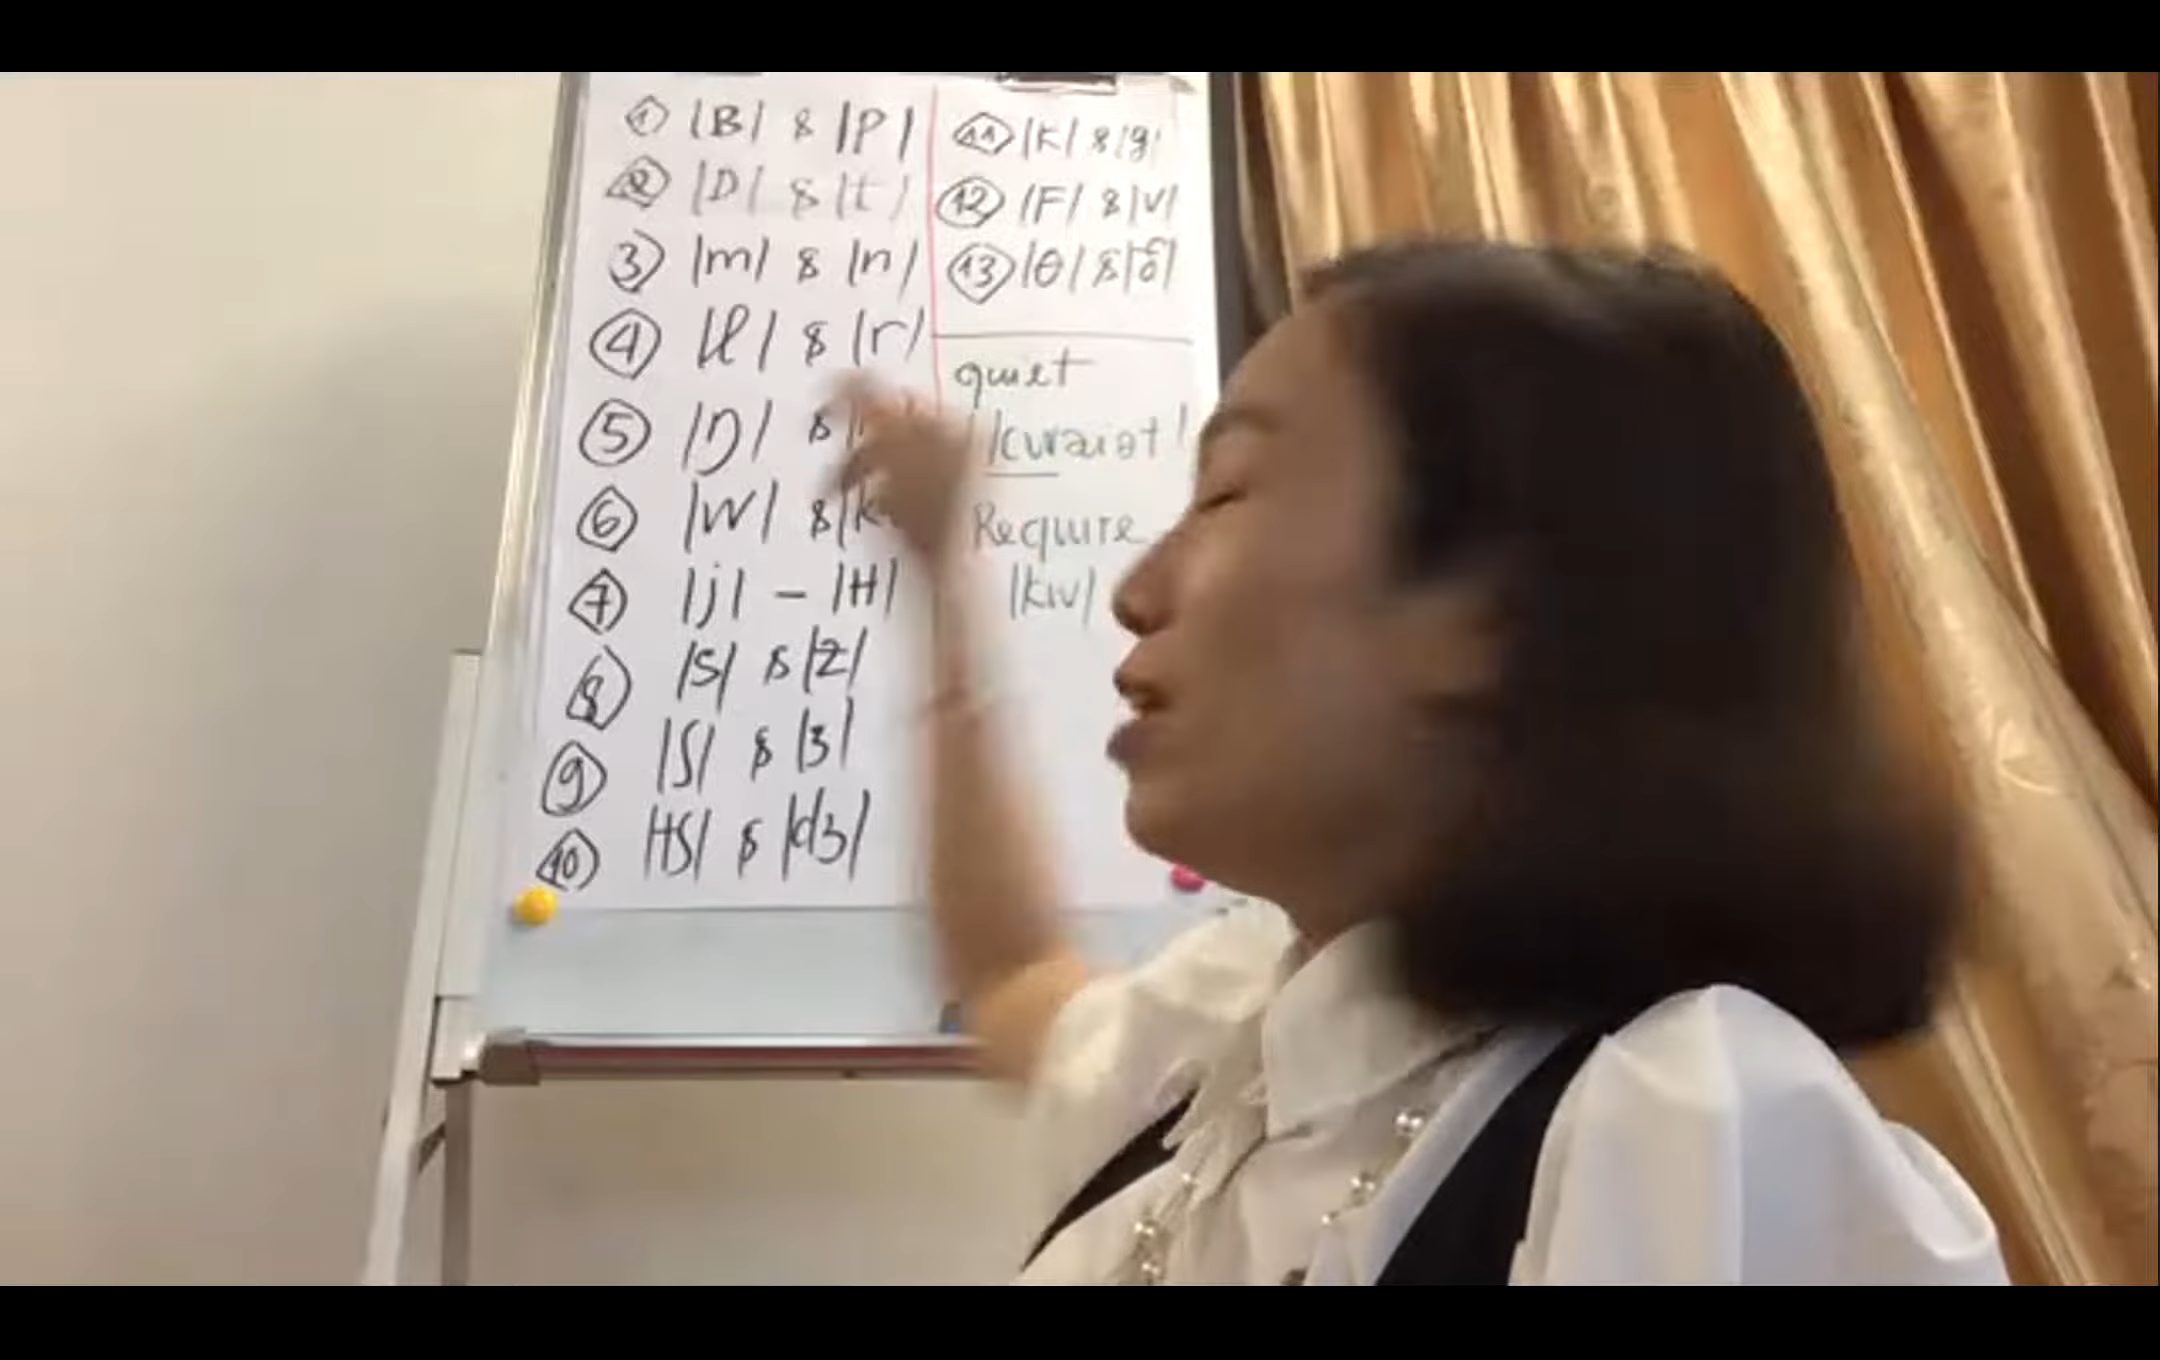 1 /B/ & /P/
2 /D/ & /t/
3 /m/ & /n/
4 /l/ & /r/
5 /ŋ/ &
6 /w/ & /k
7 /j/ - /H/
8 /S/ & /Z/
9 /ʃ/ & /ʒ/
10 /tʃ/ & /dʒ/
11 /K/ & /g/
12 /F/ & /v/
13 /θ/ & /ð/
quiet
/kwaiət/
Require
/kw/